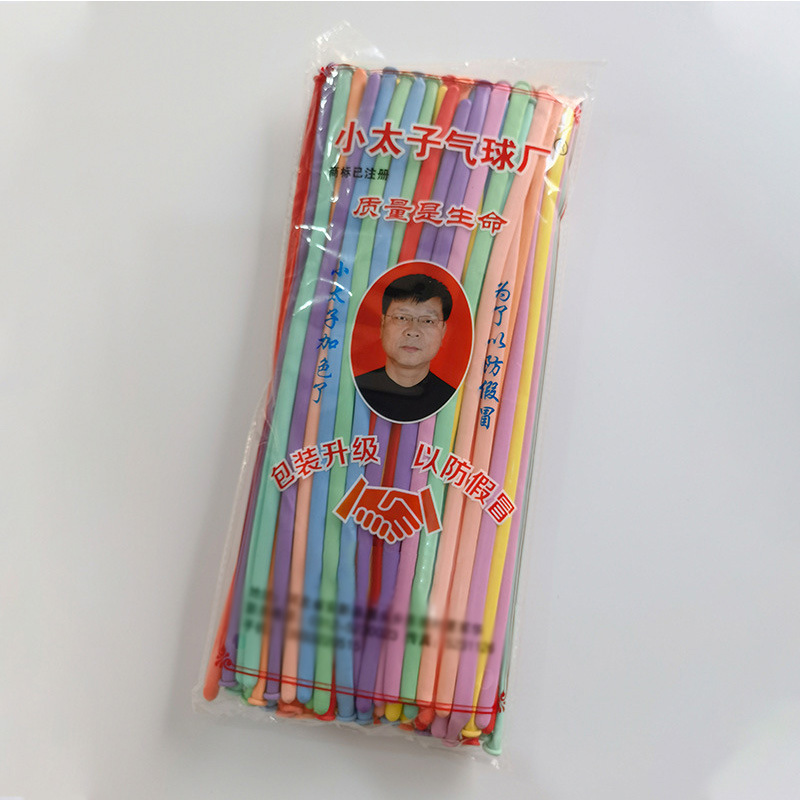 小太子气球厂
商标已注册
质量是生命
小太子加色了
为了以防假冒
包装升级 以防假冒